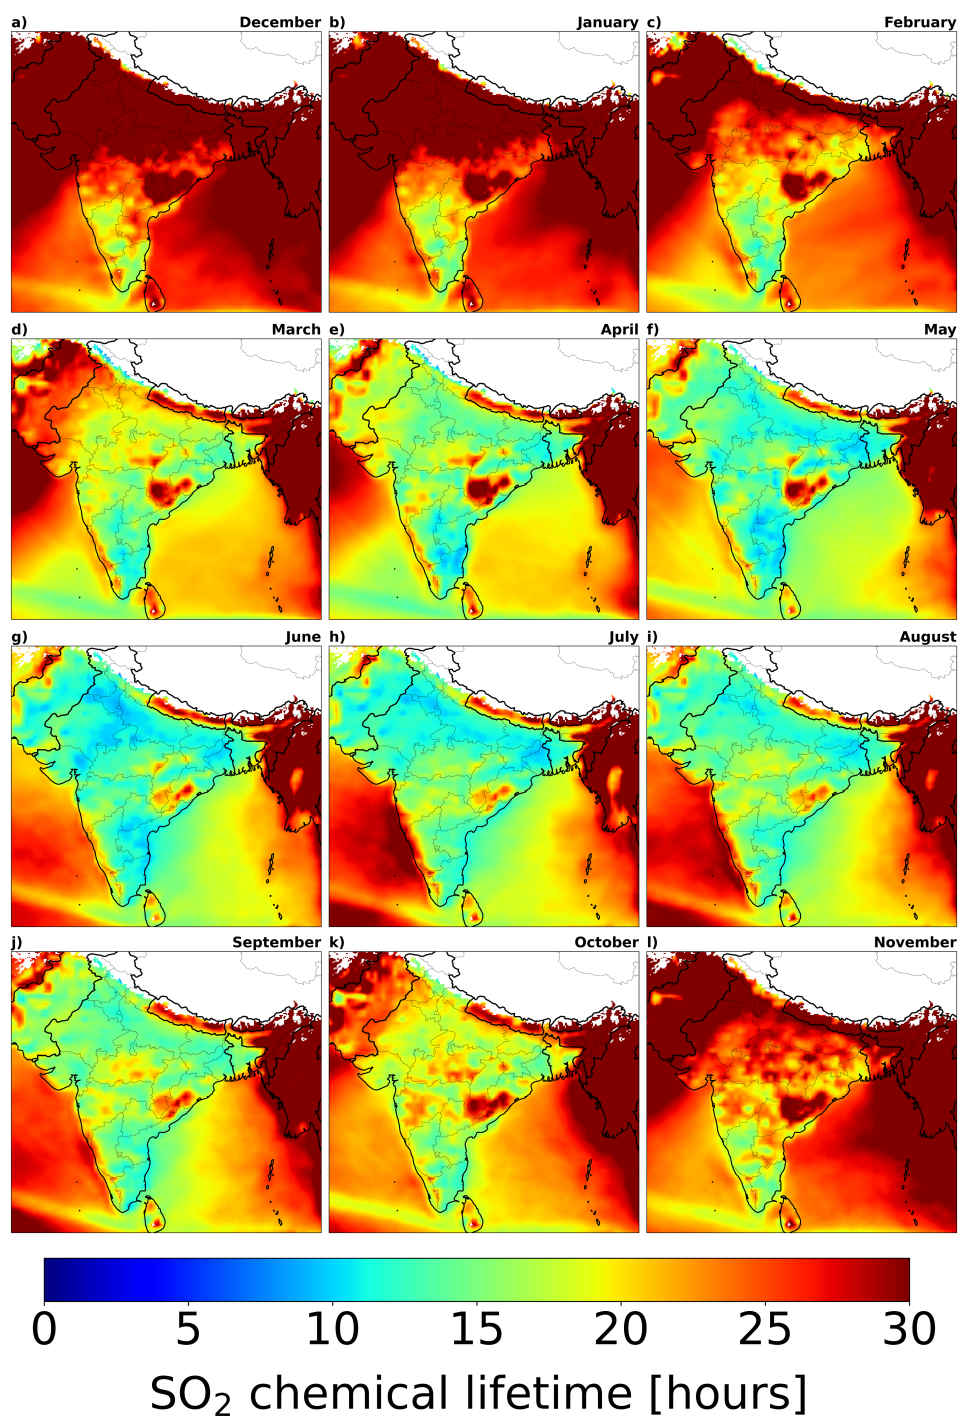 a) December
b) January
c) February
d) March
e) April
f) May
g) June
h) July
i) August
j) September
k) October
l) November
0 5 10 15 20 25 30
SO₂ chemical lifetime [hours]